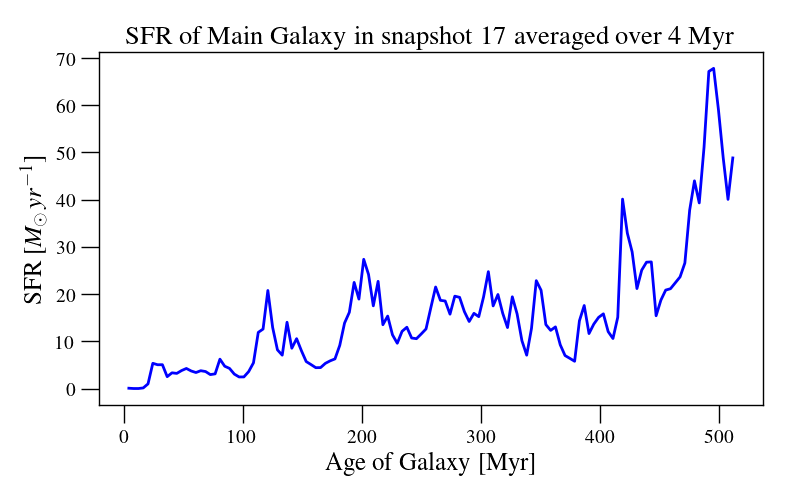 SFR of Main Galaxy in snapshot 17 averaged over 4 Myr
70
60
50
40
30
20
10
0
SFR [M⊙ yr⁻¹]
0 100 200 300 400 500
Age of Galaxy [Myr]